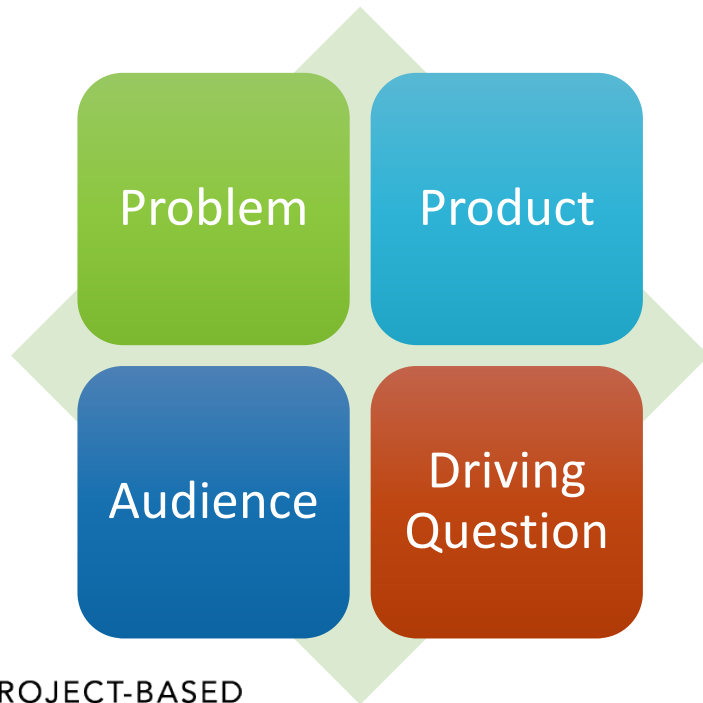 Problem
Product
Audience
Driving
Question
ROJECT-BASED